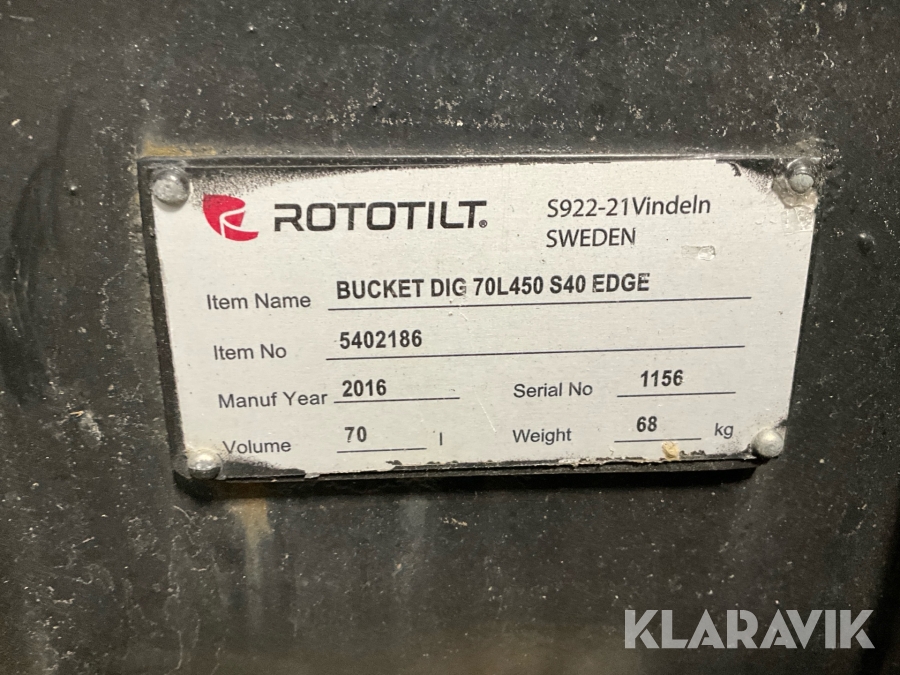 ROTOTILT®
S922-21Vindeln
SWEDEN
Item Name BUCKET DIG 70L450 S40 EDGE
Item No 5402186
Manuf Year 2016 Serial No 1156
Volume 70 l Weight 68 kg
KLARAVIK